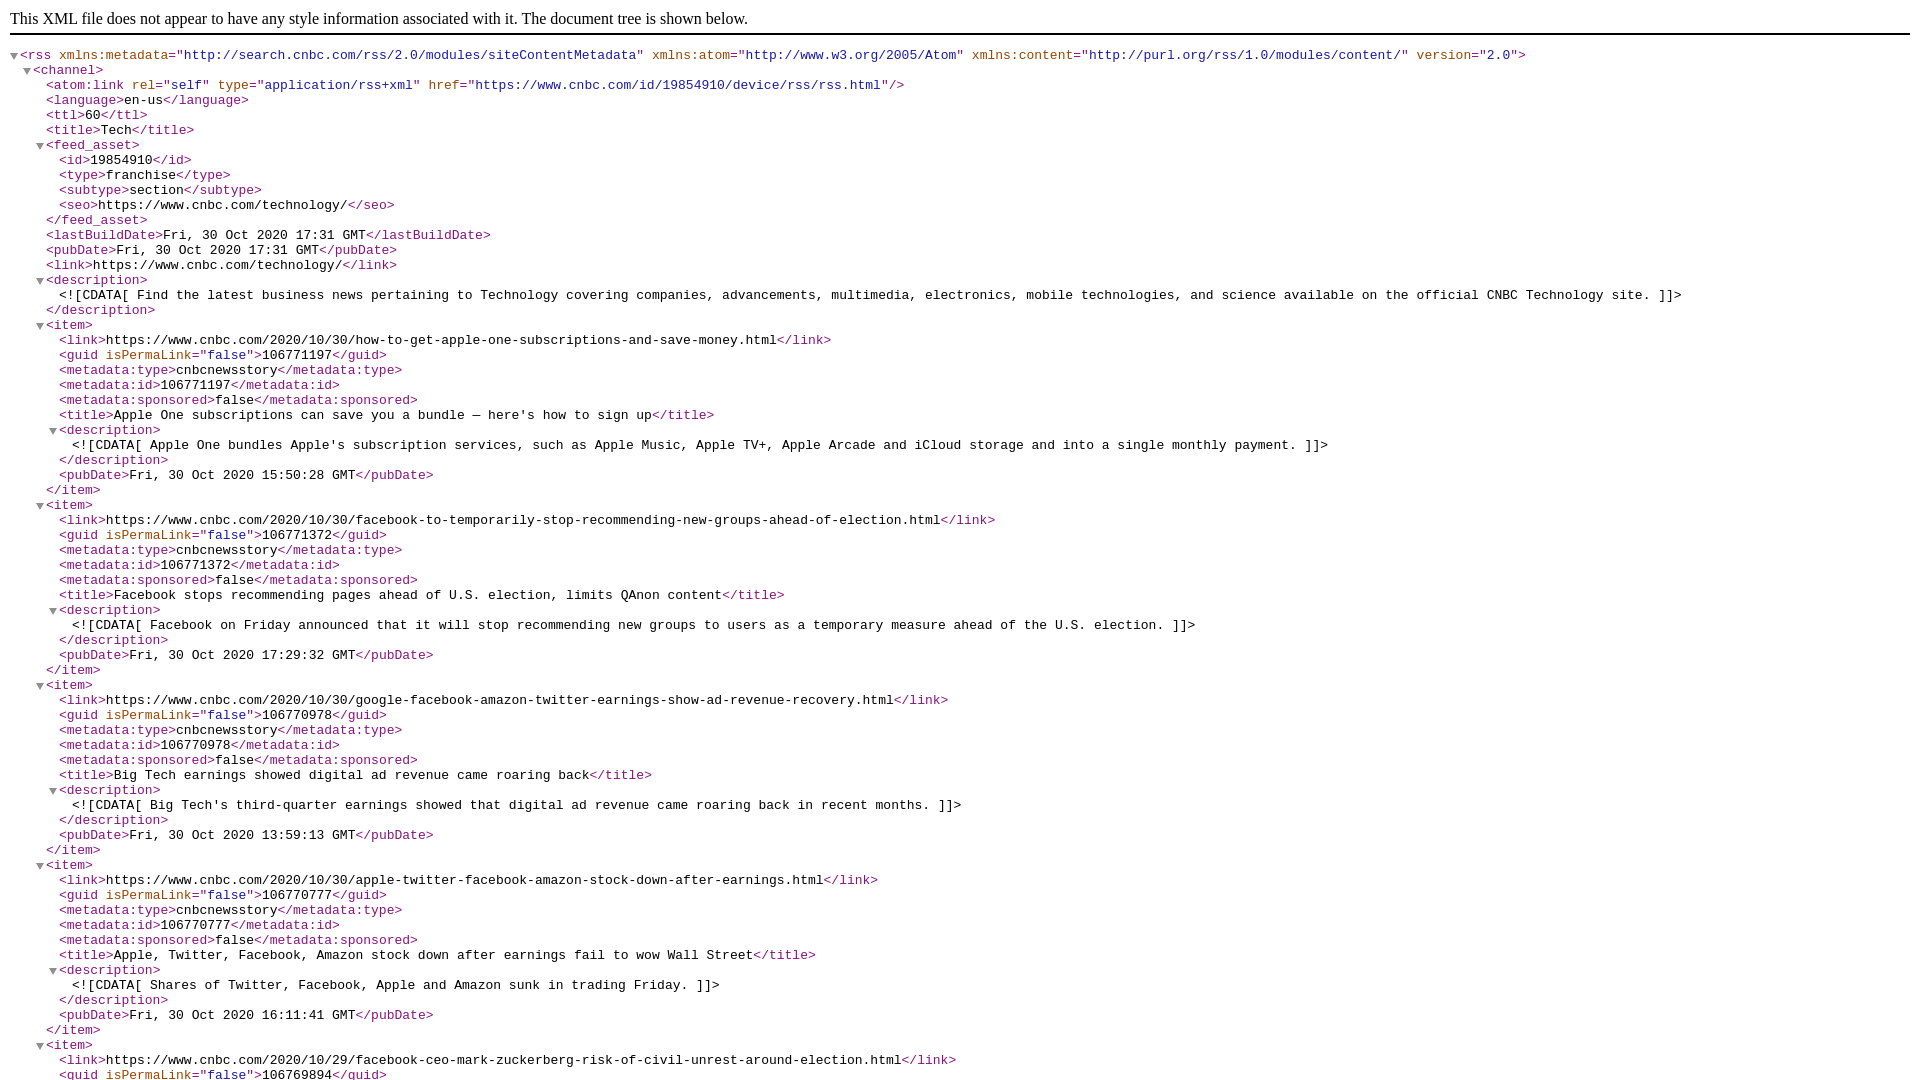 This XML file does not appear to have any style information associated with it. The document tree is shown below.
<rss xmlns:metadata="http://search.cnbc.com/rss/2.0/modules/siteContentMetadata" xmlns:atom="http://www.w3.org/2005/Atom" xmlns:content="http://purl.org/rss/1.0/modules/content/" version="2.0">
<channel>
<atom:link rel="self" type="application/rss+xml" href="https://www.cnbc.com/id/19854910/device/rss/rss.html"/>
<language>en-us</language>
<ttl>60</ttl>
<title>Tech</title>
<feed_asset>
<id>19854910</id>
<type>franchise</type>
<subtype>section</subtype>
<seo>https://www.cnbc.com/technology/</seo>
</feed_asset>
<lastBuildDate>Fri, 30 Oct 2020 17:31 GMT</lastBuildDate>
<pubDate>Fri, 30 Oct 2020 17:31 GMT</pubDate>
<link>https://www.cnbc.com/technology/</link>
<description>
<![CDATA[ Find the latest business news pertaining to Technology covering companies, advancements, multimedia, electronics, mobile technologies, and science available on the official CNBC Technology site. ]]>
</description>
<item>
<link>https://www.cnbc.com/2020/10/30/how-to-get-apple-one-subscriptions-and-save-money.html</link>
<guid isPermaLink="false">106771197</guid>
<metadata:type>cnbcnewsstory</metadata:type>
<metadata:id>106771197</metadata:id>
<metadata:sponsored>false</metadata:sponsored>
<title>Apple One subscriptions can save you a bundle — here's how to sign up</title>
<description>
<![CDATA[ Apple One bundles Apple's subscription services, such as Apple Music, Apple TV+, Apple Arcade and iCloud storage and into a single monthly payment. ]]>
</description>
<pubDate>Fri, 30 Oct 2020 15:50:28 GMT</pubDate>
</item>
<item>
<link>https://www.cnbc.com/2020/10/30/facebook-to-temporarily-stop-recommending-new-groups-ahead-of-election.html</link>
<guid isPermaLink="false">106771372</guid>
<metadata:type>cnbcnewsstory</metadata:type>
<metadata:id>106771372</metadata:id>
<metadata:sponsored>false</metadata:sponsored>
<title>Facebook stops recommending pages ahead of U.S. election, limits QAnon content</title>
<description>
<![CDATA[ Facebook on Friday announced that it will stop recommending new groups to users as a temporary measure ahead of the U.S. election. ]]>
</description>
<pubDate>Fri, 30 Oct 2020 17:29:32 GMT</pubDate>
</item>
<item>
<link>https://www.cnbc.com/2020/10/30/google-facebook-amazon-twitter-earnings-show-ad-revenue-recovery.html</link>
<guid isPermaLink="false">106770978</guid>
<metadata:type>cnbcnewsstory</metadata:type>
<metadata:id>106770978</metadata:id>
<metadata:sponsored>false</metadata:sponsored>
<title>Big Tech earnings showed digital ad revenue came roaring back</title>
<description>
<![CDATA[ Big Tech's third-quarter earnings showed that digital ad revenue came roaring back in recent months. ]]>
</description>
<pubDate>Fri, 30 Oct 2020 13:59:13 GMT</pubDate>
</item>
<item>
<link>https://www.cnbc.com/2020/10/30/apple-twitter-facebook-amazon-stock-down-after-earnings.html</link>
<guid isPermaLink="false">106770777</guid>
<metadata:type>cnbcnewsstory</metadata:type>
<metadata:id>106770777</metadata:id>
<metadata:sponsored>false</metadata:sponsored>
<title>Apple, Twitter, Facebook, Amazon stock down after earnings fail to wow Wall Street</title>
<description>
<![CDATA[ Shares of Twitter, Facebook, Apple and Amazon sunk in trading Friday. ]]>
</description>
<pubDate>Fri, 30 Oct 2020 16:11:41 GMT</pubDate>
</item>
<item>
<link>https://www.cnbc.com/2020/10/29/facebook-ceo-mark-zuckerberg-risk-of-civil-unrest-around-election.html</link>
<guid isPermaLink="false">106769894</guid>